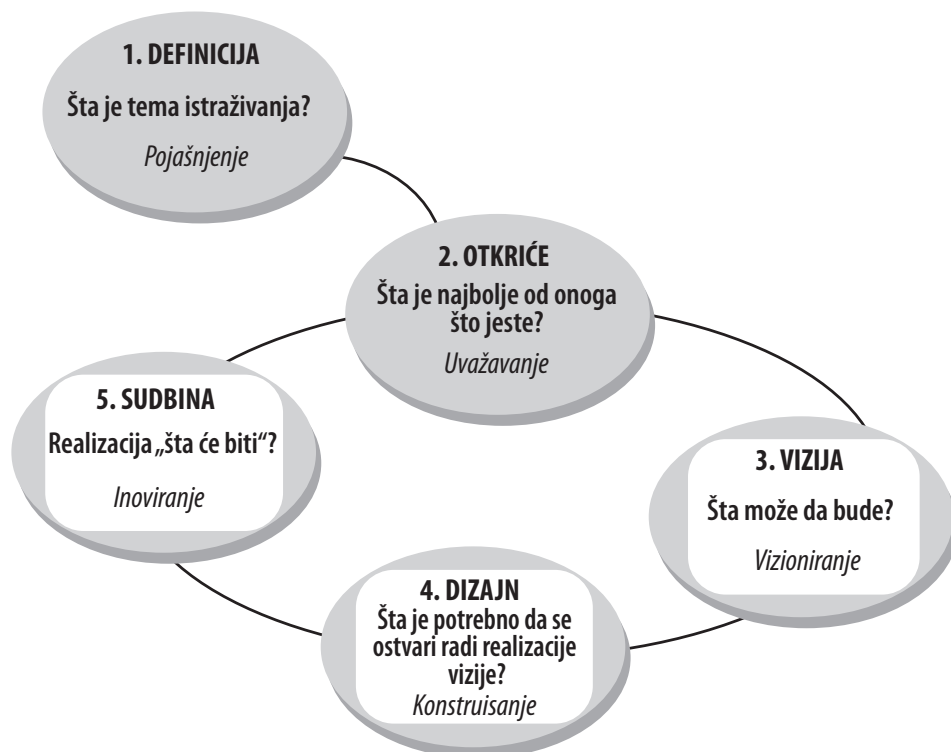 1. DEFINICIJA
Šta je tema istraživanja?
Pojašnjenje
2. OTKRIĆE
Šta je najbolje od onoga
što jeste?
Uvažavanje
3. VIZIJA
Šta može da bude?
Vizioniranje
4. DIZAJN
Šta je potrebno da se
ostvari radi realizacije
vizije?
Konstruisanje
5. SUDBINA
Realizacija „šta će biti“?
Inoviranje